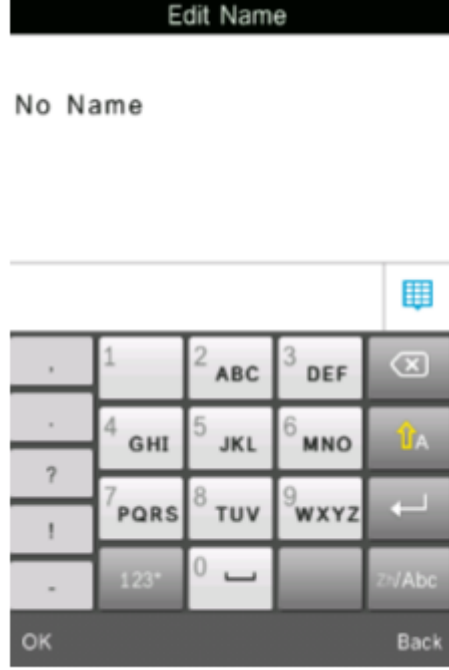 Edit Name
No Name
,
1
2 ABC
3 DEF
.
4 GHI
5 JKL
6 MNO
A
?
7 PQRS
8 TUV
9 WXYZ
!
-
123*
0
Zh/Abc
OK
Back